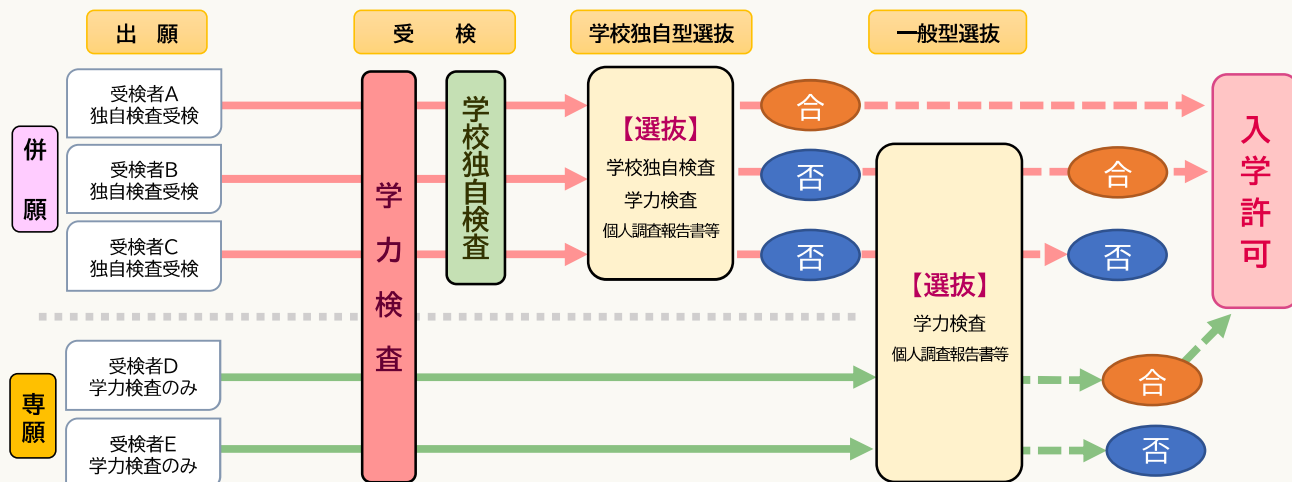 出 願
受 検
学校独自型選抜
一般型選抜
併願
受検者A
独自検査受検
受検者B
独自検査受検
受検者C
独自検査受検
専願
受検者D
学力検査のみ
受検者E
学力検査のみ
学力検査
学校独自検査
【選抜】
学校独自検査
学力検査
個人調査報告書等
合
否
否
【選抜】
学力検査
個人調査報告書等
合
否
合
否
入学許可